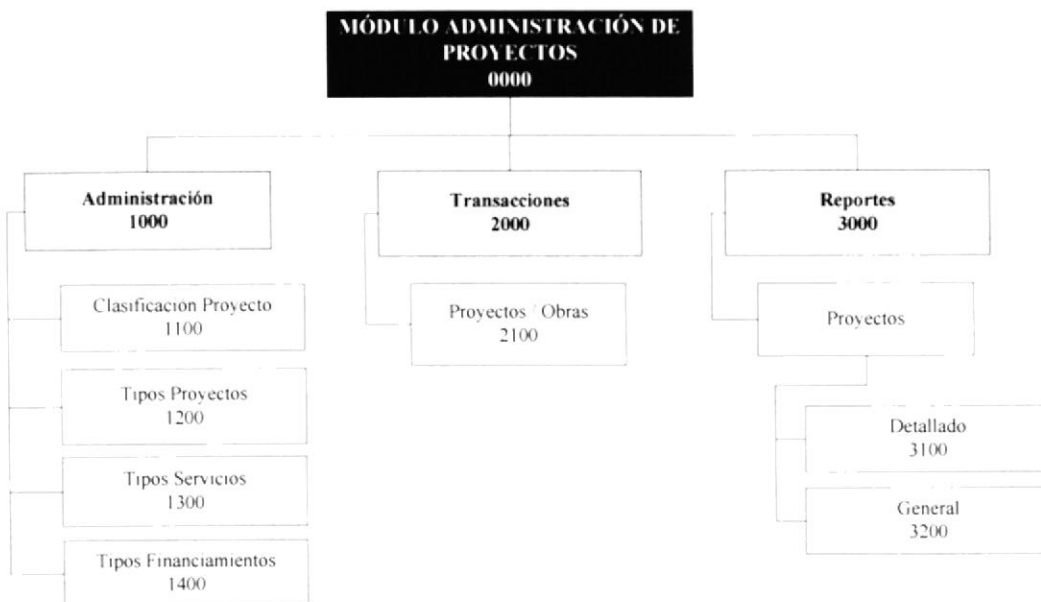 MÓDULO ADMINISTRACIÓN DE
PROYECTOS
0000
Administración
1000
Transacciones
2000
Reportes
3000
Clasificación Proyecto
1100
Proyectos / Obras
2100
Proyectos
Tipos Proyectos
1200
Detallado
3100
Tipos Servicios
1300
General
3200
Tipos Financiamientos
1400